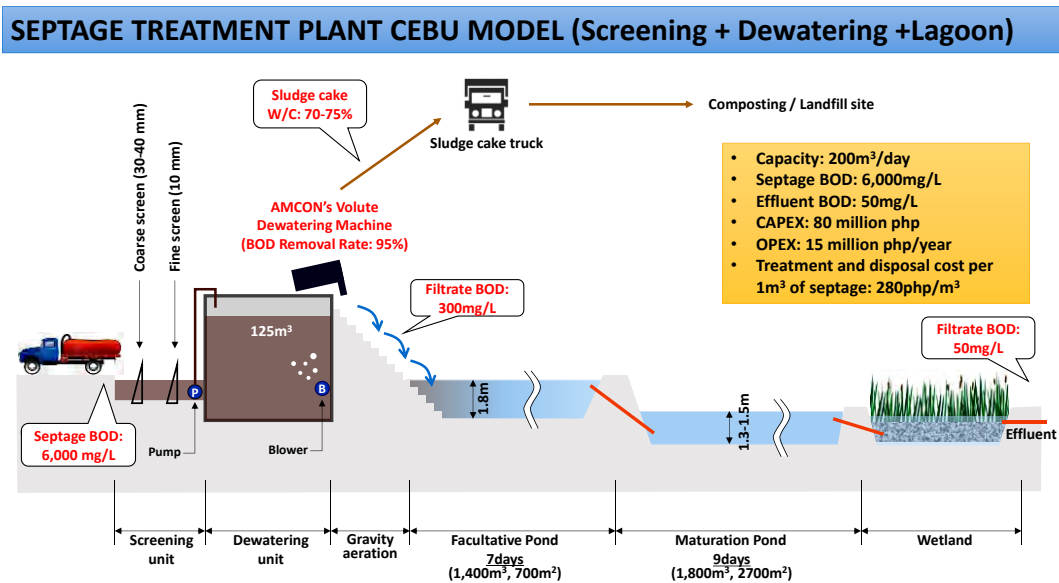 SEPTAGE TREATMENT PLANT CEBU MODEL (Screening + Dewatering +Lagoon)
Coarse screen (30-40 mm)
Fine screen (10 mm)
Sludge cake
W/C: 70-75%
Sludge cake truck
Composting / Landfill site
AMCON's Volute
Dewatering Machine
(BOD Removal Rate: 95%)
• Capacity: 200m³/day
• Septage BOD: 6,000mg/L
• Effluent BOD: 50mg/L
• CAPEX: 80 million php
• OPEX: 15 million php/year
• Treatment and disposal cost per
1m³ of septage: 280php/m³
Filtrate BOD:
300mg/L
125m³
Filtrate BOD:
50mg/L
P
B
1.8m
1.3-1.5m
Septage BOD:
6,000 mg/L
Pump
Blower
Effluent
Screening
unit
Dewatering
unit
Gravity
aeration
Facultative Pond
7days
(1,400m³, 700m²)
Maturation Pond
9days
(1,800m³, 2700m²)
Wetland